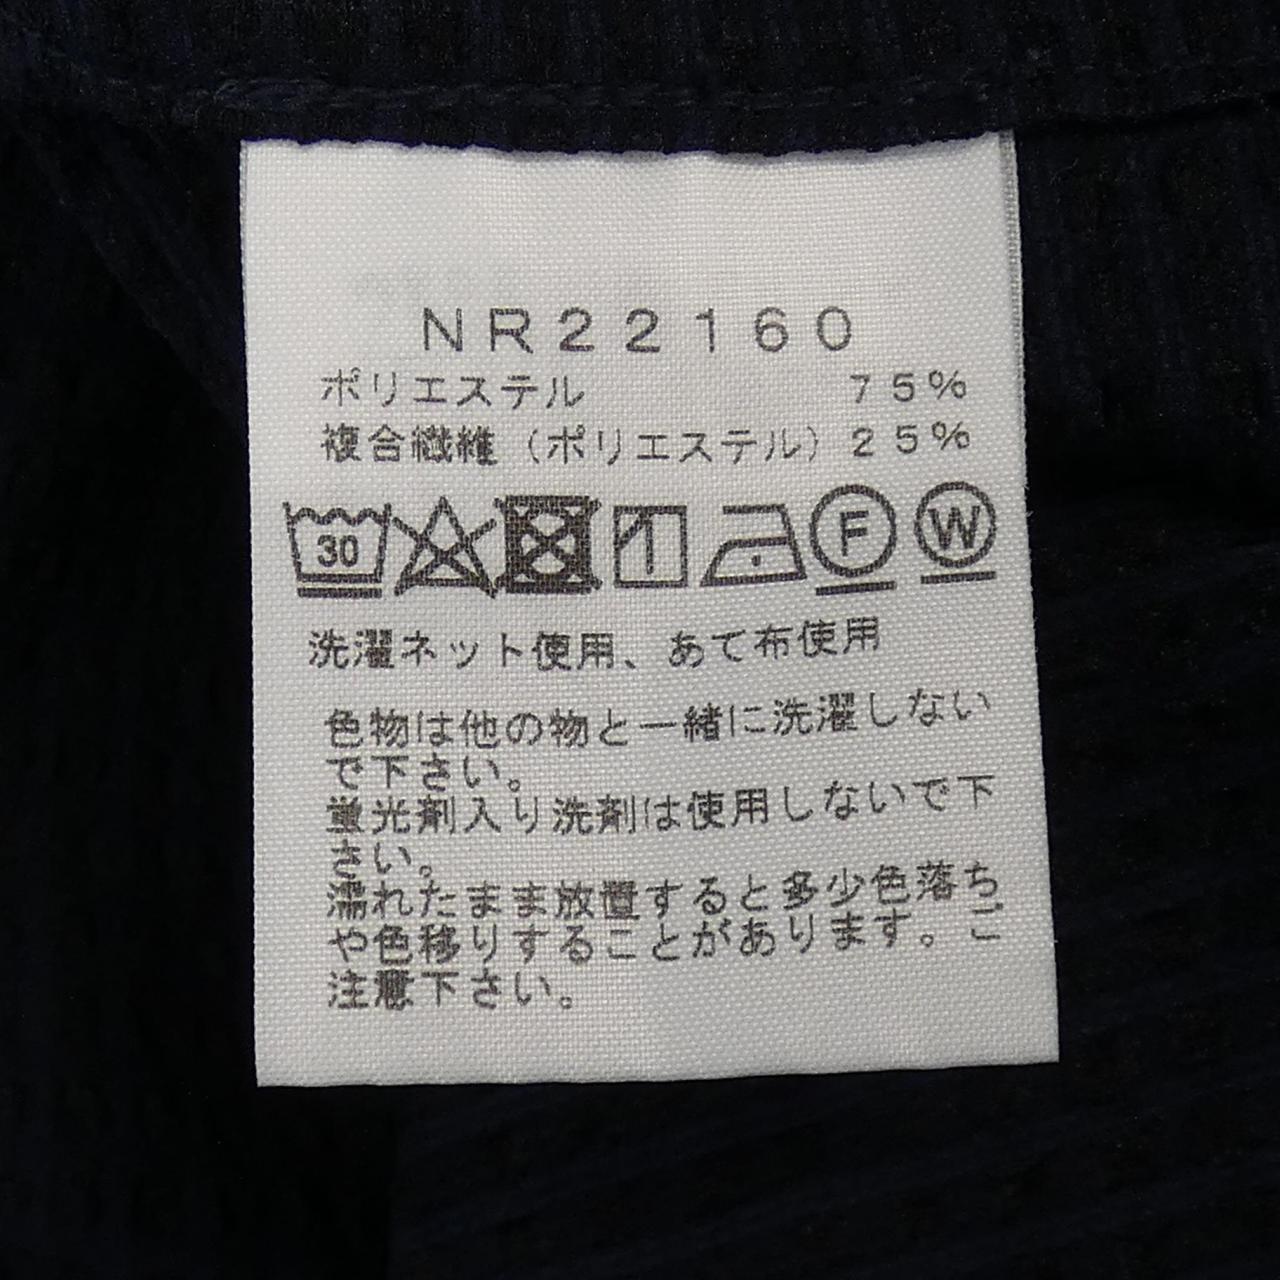 NR22160
ポリエステル 75%
複合繊維(ポリエステル) 25%
30 F W
洗濯ネット使用、あて布使用
色物は他の物と一緒に洗濯しない
で下さい。
蛍光剤入り洗剤は使用しないで下
さい。
濡れたまま放置すると多少色落ち
や色移りすることがあります。ご
注意下さい。